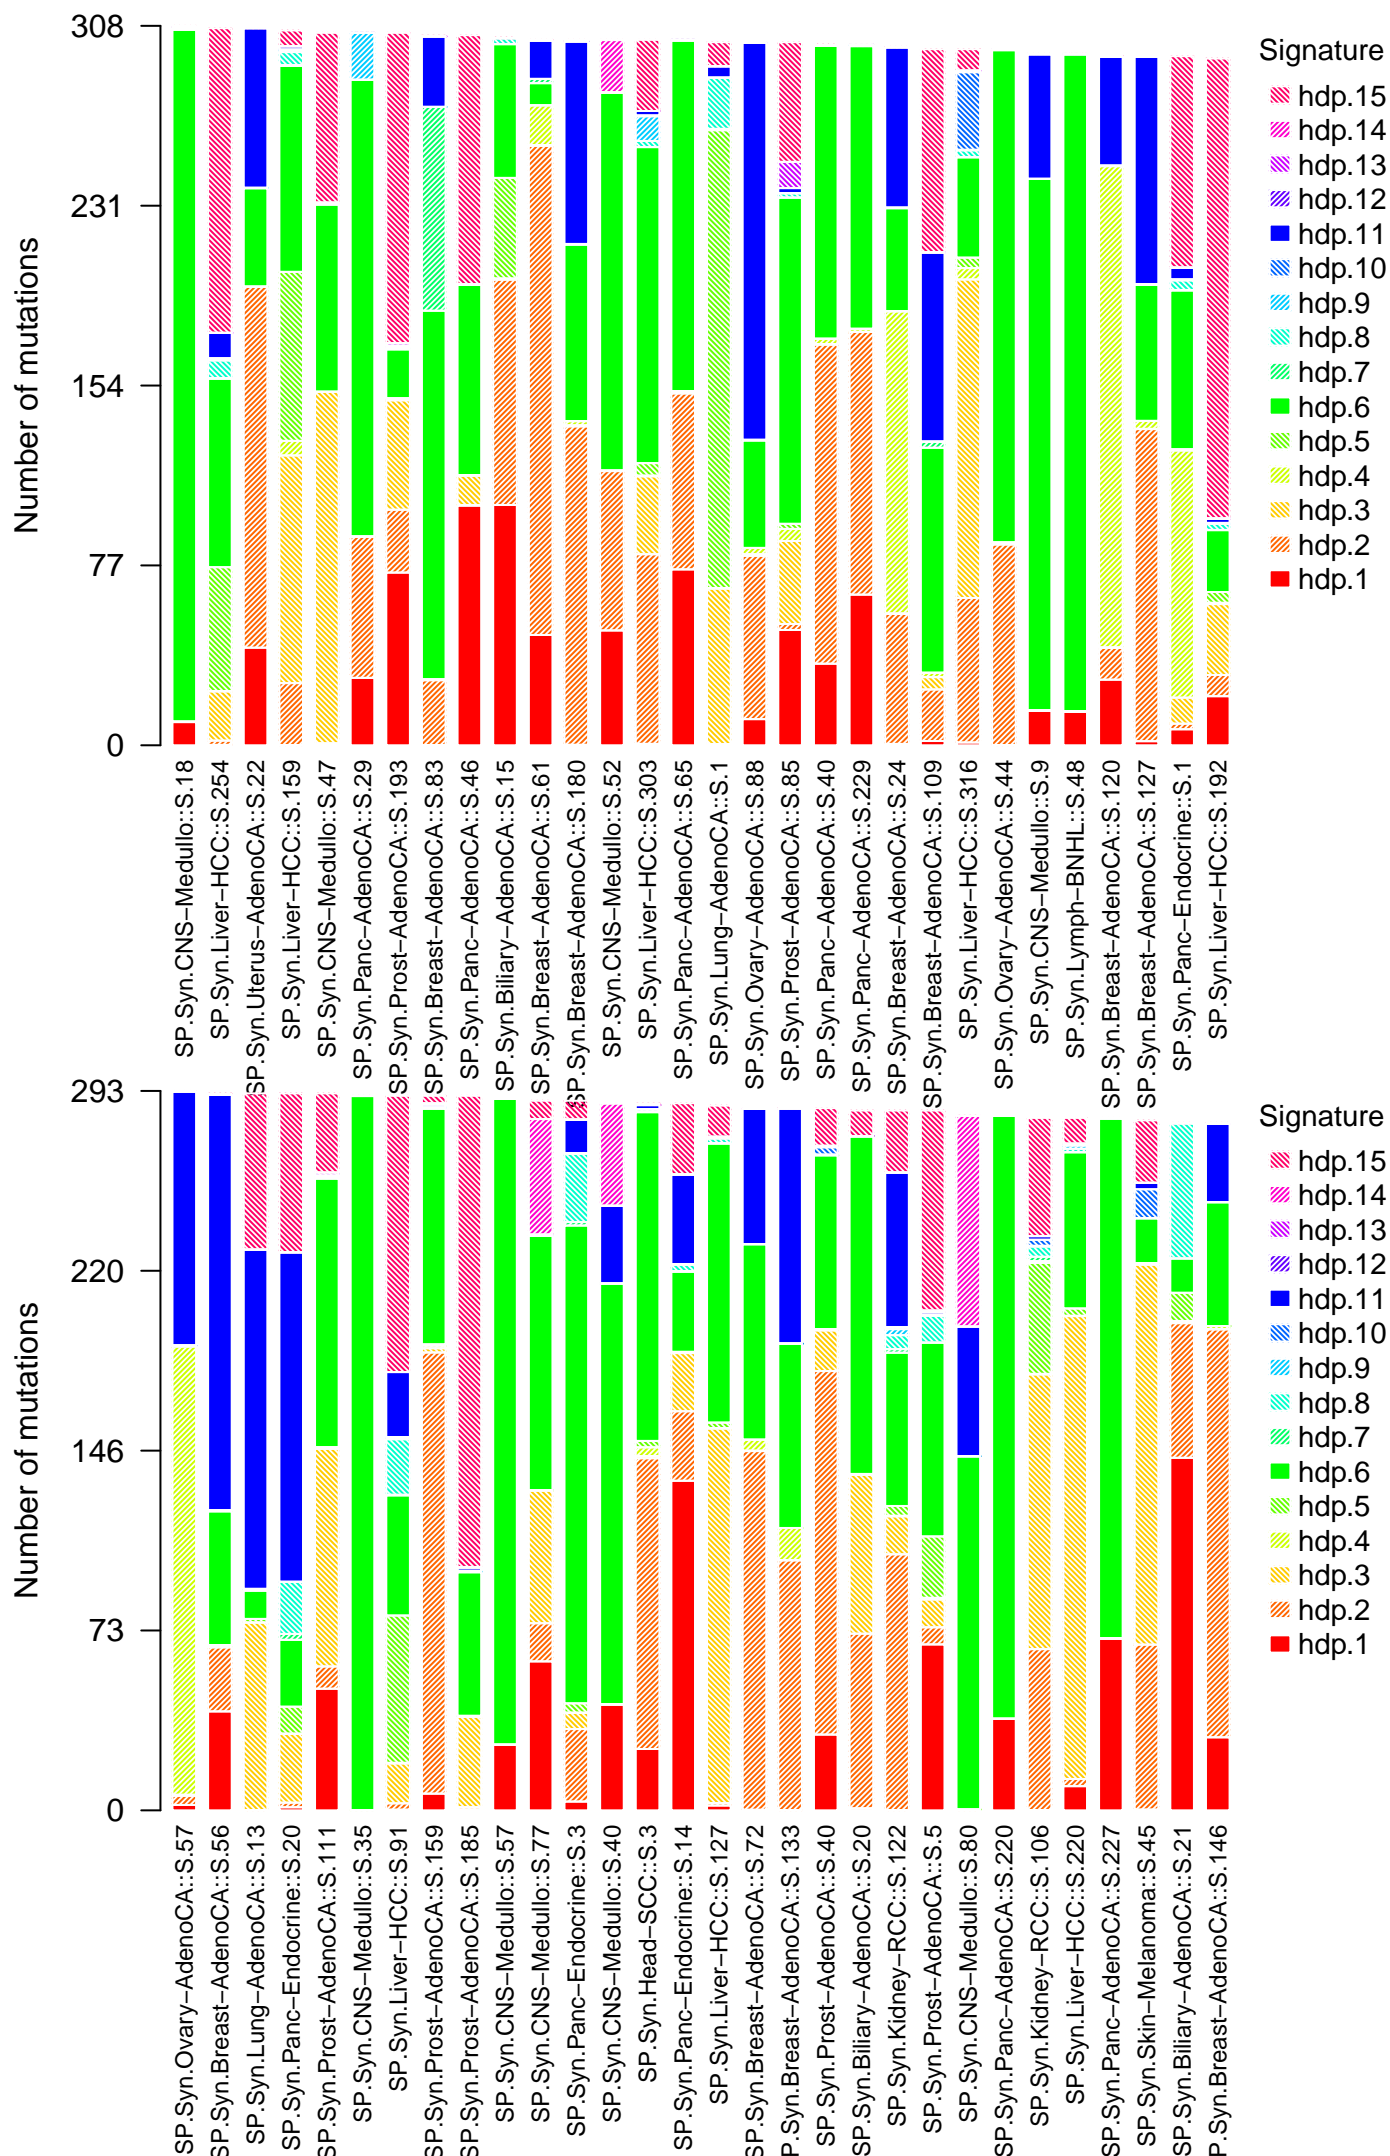 308
231
154
77
0
Number of mutations
Signature
hdp.15
hdp.14
hdp.13
hdp.12
hdp.11
hdp.10
hdp.9
hdp.8
hdp.7
hdp.6
hdp.5
hdp.4
hdp.3
hdp.2
hdp.1
SP.Syn.CNS−Medullo::S.18
SP.Syn.Liver−HCC::S.254
SP.Syn.Uterus−AdenoCA::S.22
SP.Syn.Liver−HCC::S.159
SP.Syn.CNS−Medullo::S.47
SP.Syn.Panc−AdenoCA::S.29
SP.Syn.Prost−AdenoCA::S.193
SP.Syn.Breast−AdenoCA::S.83
SP.Syn.Panc−AdenoCA::S.46
SP.Syn.Biliary−AdenoCA::S.15
SP.Syn.Breast−AdenoCA::S.61
SP.Syn.Breast−AdenoCA::S.180
SP.Syn.CNS−Medullo::S.52
SP.Syn.Liver−HCC::S.303
SP.Syn.Panc−AdenoCA::S.65
SP.Syn.Lung−AdenoCA::S.1
SP.Syn.Ovary−AdenoCA::S.88
SP.Syn.Prost−AdenoCA::S.85
SP.Syn.Panc−AdenoCA::S.40
SP.Syn.Panc−AdenoCA::S.229
SP.Syn.Breast−AdenoCA::S.24
SP.Syn.Breast−AdenoCA::S.109
SP.Syn.Liver−HCC::S.316
SP.Syn.Ovary−AdenoCA::S.44
SP.Syn.CNS−Medullo::S.9
SP.Syn.Lymph−BNHL::S.48
SP.Syn.Breast−AdenoCA::S.120
SP.Syn.Breast−AdenoCA::S.127
SP.Syn.Panc−Endocrine::S.1
SP.Syn.Liver−HCC::S.192
293
220
146
73
0
Number of mutations
Signature
hdp.15
hdp.14
hdp.13
hdp.12
hdp.11
hdp.10
hdp.9
hdp.8
hdp.7
hdp.6
hdp.5
hdp.4
hdp.3
hdp.2
hdp.1
SP.Syn.Ovary−AdenoCA::S.57
SP.Syn.Breast−AdenoCA::S.56
SP.Syn.Lung−AdenoCA::S.13
SP.Syn.Panc−Endocrine::S.20
SP.Syn.Prost−AdenoCA::S.111
SP.Syn.CNS−Medullo::S.35
SP.Syn.Liver−HCC::S.91
SP.Syn.Prost−AdenoCA::S.159
SP.Syn.Prost−AdenoCA::S.185
SP.Syn.CNS−Medullo::S.57
SP.Syn.CNS−Medullo::S.77
SP.Syn.Panc−Endocrine::S.3
SP.Syn.CNS−Medullo::S.40
SP.Syn.Head−SCC::S.3
SP.Syn.Panc−Endocrine::S.14
SP.Syn.Liver−HCC::S.127
SP.Syn.Breast−AdenoCA::S.72
SP.Syn.Breast−AdenoCA::S.133
SP.Syn.Prost−AdenoCA::S.40
SP.Syn.Biliary−AdenoCA::S.20
SP.Syn.Kidney−RCC::S.122
SP.Syn.Prost−AdenoCA::S.5
SP.Syn.CNS−Medullo::S.80
SP.Syn.Panc−AdenoCA::S.220
SP.Syn.Kidney−RCC::S.106
SP.Syn.Liver−HCC::S.220
SP.Syn.Panc−AdenoCA::S.227
SP.Syn.Skin−Melanoma::S.45
SP.Syn.Biliary−AdenoCA::S.21
P.Syn.Breast−AdenoCA::S.146